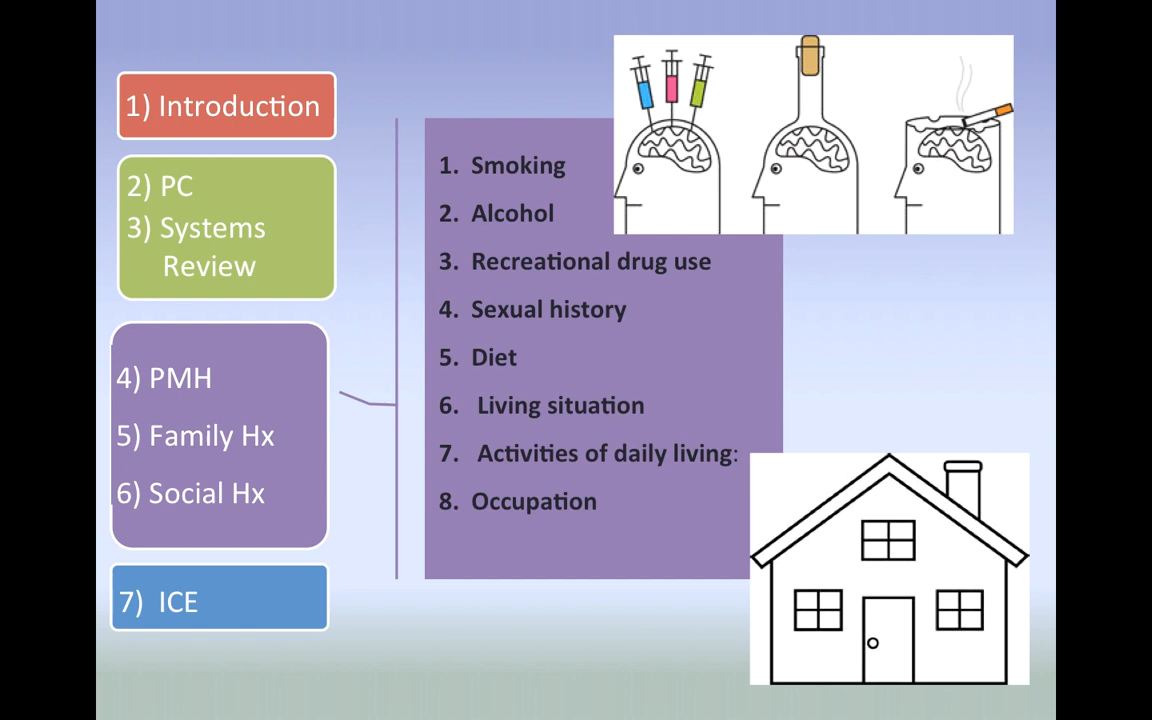 1) Introduction
2) PC
3) Systems
Review
4) PMH
5) Family Hx
6) Social Hx
7) ICE
1. Smoking
2. Alcohol
3. Recreational drug use
4. Sexual history
5. Diet
6. Living situation
7. Activities of daily living:
8. Occupation